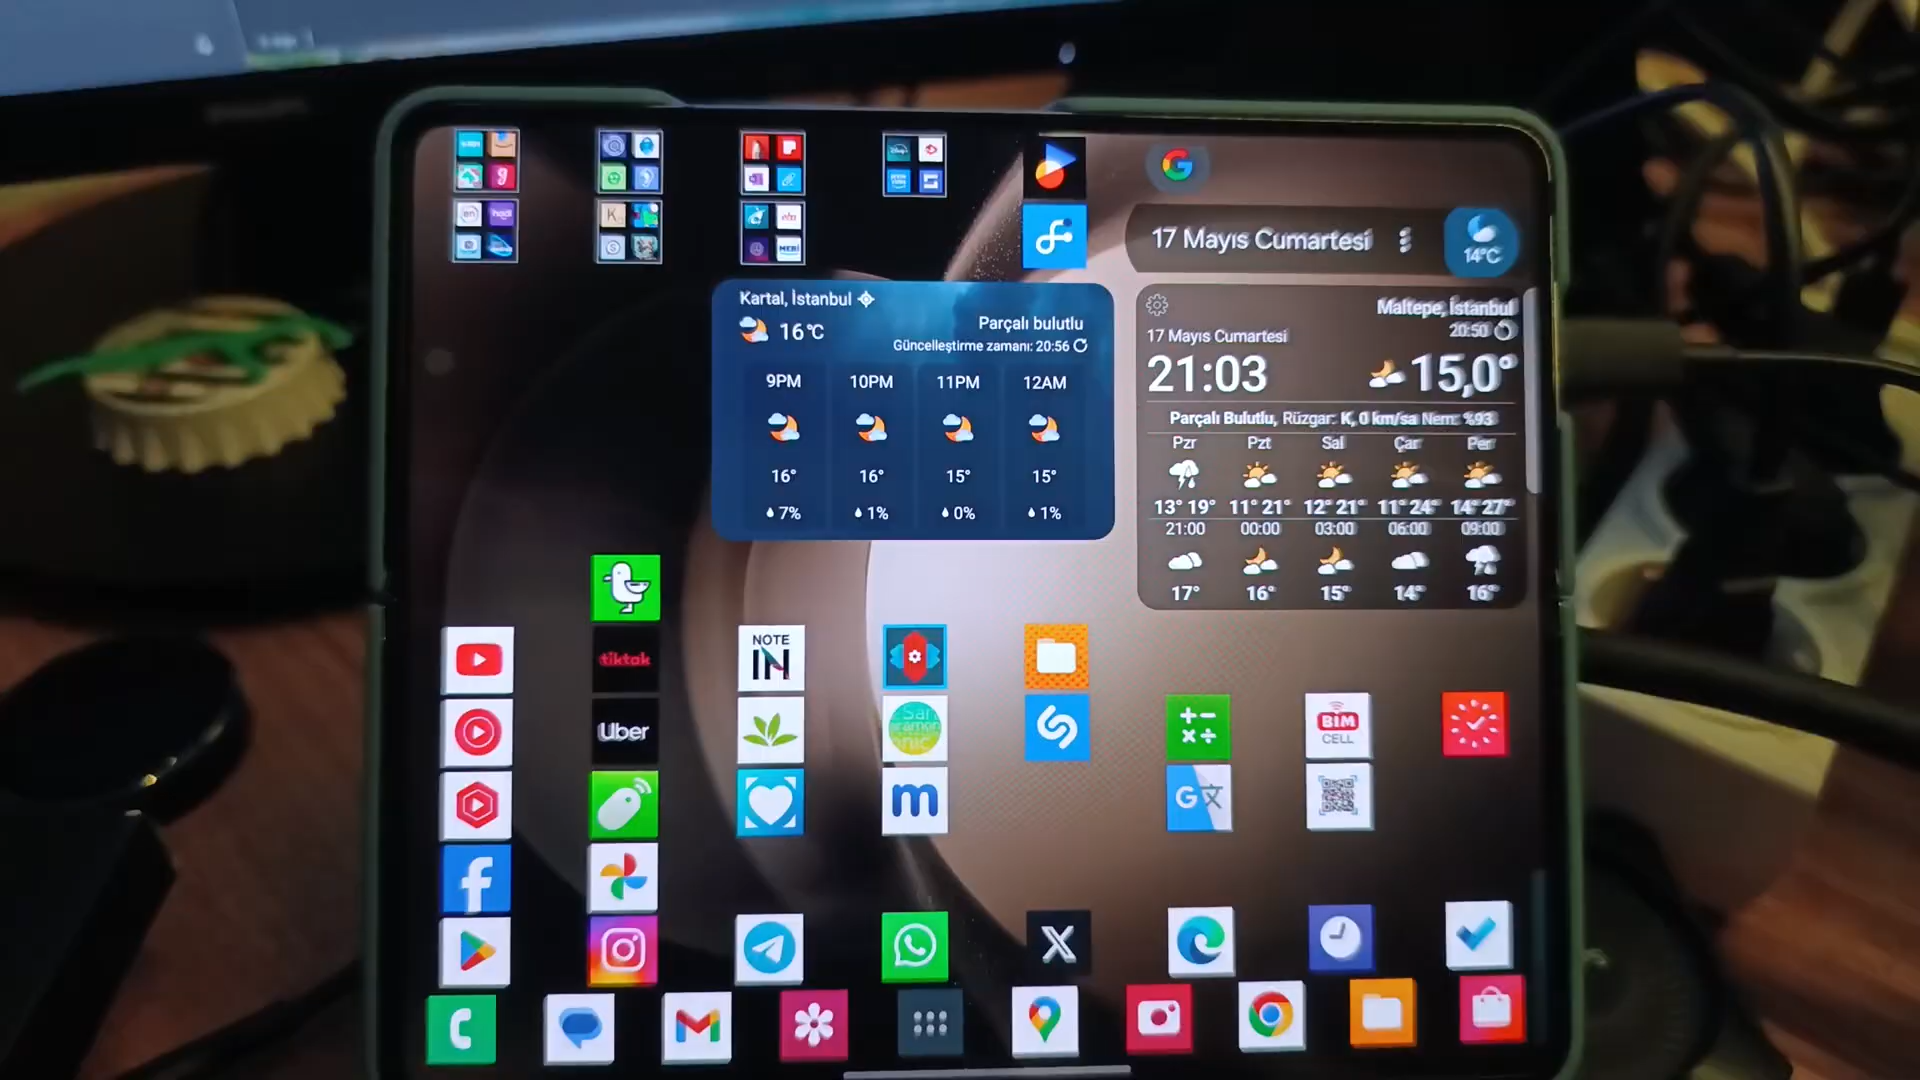 17 Mayıs Cumartesi
14°C
Kartal, İstanbul
16°C
Parçalı bulutlu
Güncelleştirme zamanı: 20:56
9PM 10PM 11PM 12AM
16° 16° 15° 15°
7% 1% 0% 1%
Maltepe, İstanbul
20:50
17 Mayıs Cumartesi
21:03
15,0°
Parçalı Bulutlu, Rüzgar: K, 0 km/sa Nem: %93
Pzr Pzt Sal Çar Per
13° 19° 11° 21° 12° 21° 11° 24° 14° 27°
21:00 00:00 03:00 06:00 09:00
17° 16° 15° 14° 16°
NOTE
IN
tiktok
Uber
BİM
CELL
m